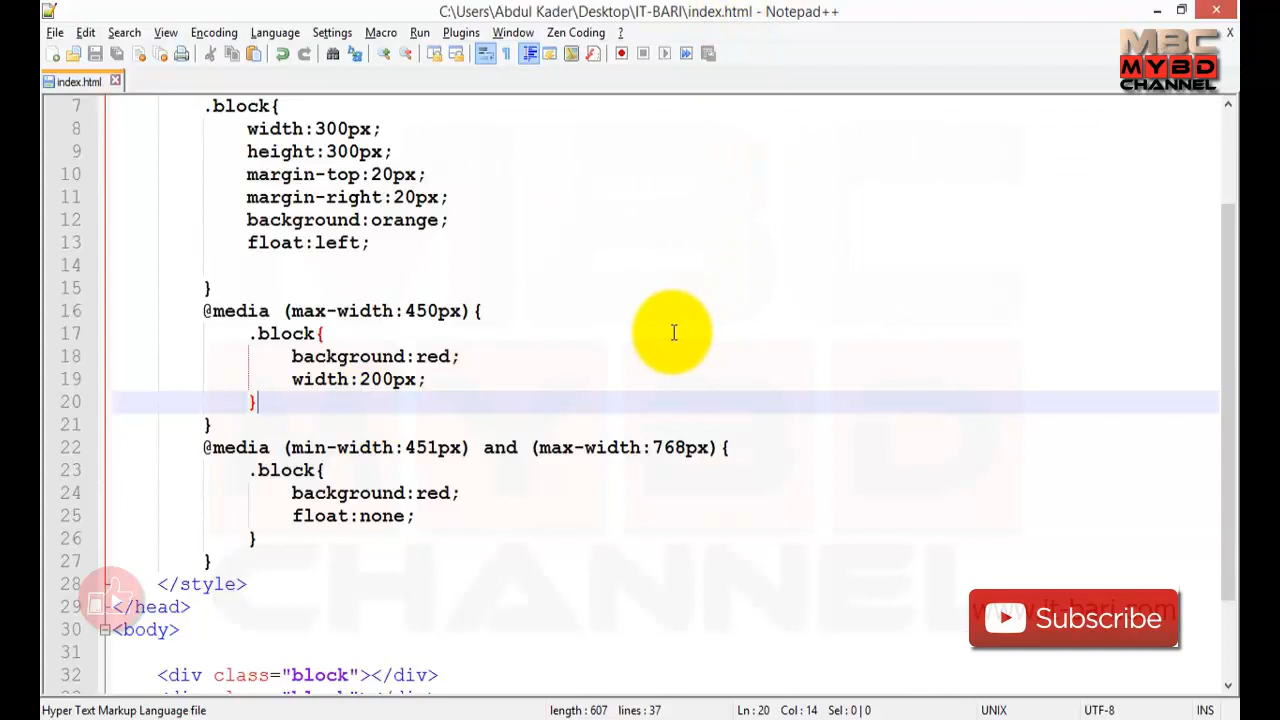 C:\Users\Abdul Kader\Desktop\IT-BARI\index.html - Notepad++
File Edit Search View Encoding Language Settings Macro Run Plugins Window Zen Coding ? X
index.html
MBC
MYBD
CHANNEL
7 .block{
8 width:300px;
9 height:300px;
10 margin-top:20px;
11 margin-right:20px;
12 background:orange;
13 float:left;
14
15 }
16 @media (max-width:450px){
17 .block{
18 background:red;
19 width:200px;
20 }
21 }
22 @media (min-width:451px) and (max-width:768px){
23 .block{
24 background:red;
25 float:none;
26 }
27 }
28 </style>
29 </head>
30 <body>
31
32 <div class="block"></div>
MYBD
CHANNEL
www.it-bari.com
Subscribe
Hyper Text Markup Language file length : 607 lines : 37 Ln : 20 Col : 14 Sel : 0 | 0 UNIX UTF-8 INS